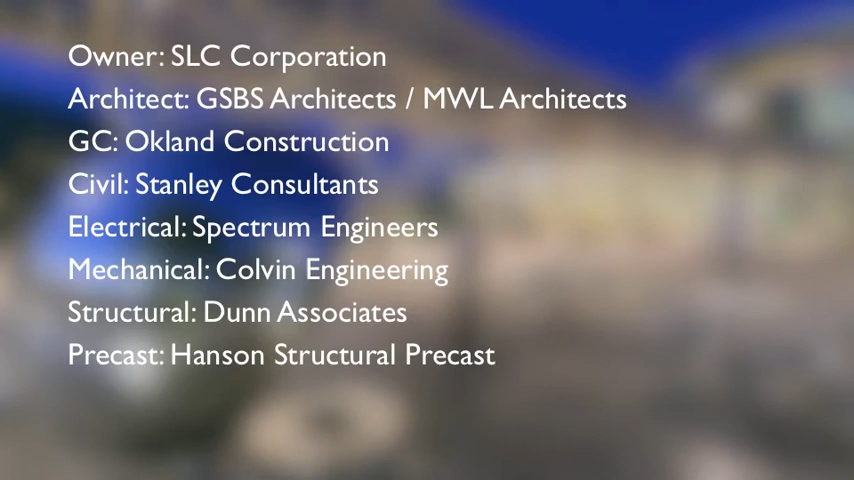 Owner: SLC Corporation
Architect: GSBS Architects / MWL Architects
GC: Okland Construction
Civil: Stanley Consultants
Electrical: Spectrum Engineers
Mechanical: Colvin Engineering
Structural: Dunn Associates
Precast: Hanson Structural Precast